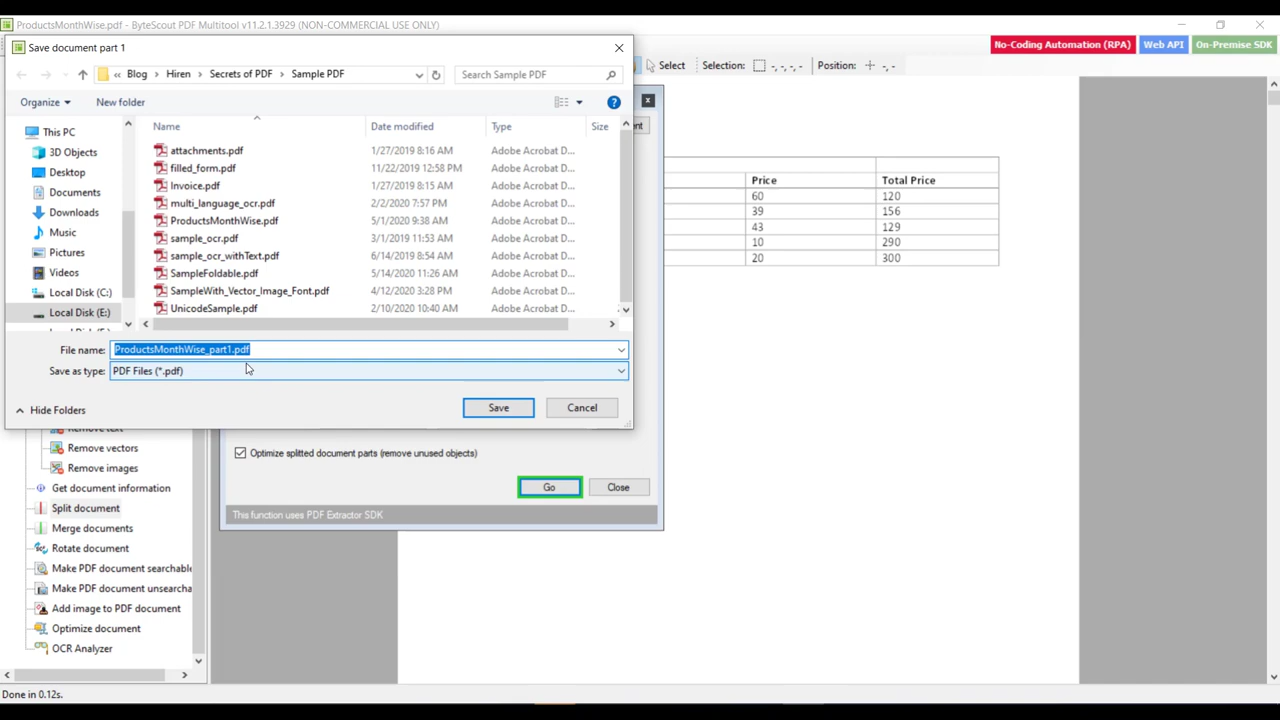 ProductsMonthWise.pdf - ByteScout PDF Multitool v11.2.1.3929 (NON-COMMERCIAL USE ONLY)
No-Coding Automation (RPA) Web API On-Premise SDK
Select Selection: -,-,-,- Position: -,-
Save document part 1
« Blog > Hiren > Secrets of PDF > Sample PDF
Search Sample PDF
Organize New folder
This PC
3D Objects
Desktop
Documents
Downloads
Music
Pictures
Videos
Local Disk (C:)
Local Disk (E:)
Name Date modified Type Size
attachments.pdf 1/27/2019 8:16 AM Adobe Acrobat D...
filled_form.pdf 11/22/2019 12:58 PM Adobe Acrobat D...
Invoice.pdf 1/27/2019 8:15 AM Adobe Acrobat D...
multi_language_ocr.pdf 2/2/2020 7:57 PM Adobe Acrobat D...
ProductsMonthWise.pdf 5/1/2020 9:38 AM Adobe Acrobat D...
sample_ocr.pdf 3/1/2019 11:53 AM Adobe Acrobat D...
sample_ocr_withText.pdf 6/14/2019 8:54 AM Adobe Acrobat D...
SampleFoldable.pdf 5/14/2020 11:26 AM Adobe Acrobat D...
SampleWith_Vector_Image_Font.pdf 4/12/2020 3:28 PM Adobe Acrobat D...
UnicodeSample.pdf 2/10/2020 10:40 AM Adobe Acrobat D...
File name: ProductsMonthWise_part1.pdf
Save as type: PDF Files (*.pdf)
Hide Folders
Save Cancel
Price Total Price
60 120
39 156
43 129
10 290
20 300
Remove text
Remove vectors
Remove images
Get document information
Split document
Merge documents
Rotate document
Make PDF document searchable
Make PDF document unsearcha
Add image to PDF document
Optimize document
OCR Analyzer
Optimize splitted document parts (remove unused objects)
Go Close
This function uses PDF Extractor SDK
Done in 0.12s.